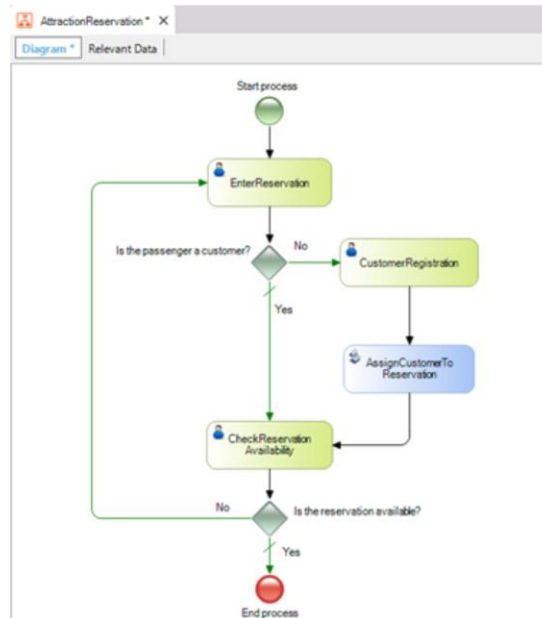 AttractionReservation *
Diagram *
Relevant Data
Start process
EnterReservation
Is the passenger a customer?
No
CustomerRegistration
Yes
AssignCustomerTo
Reservation
CheckReservation
Availability
No
Is the reservation available?
Yes
End process